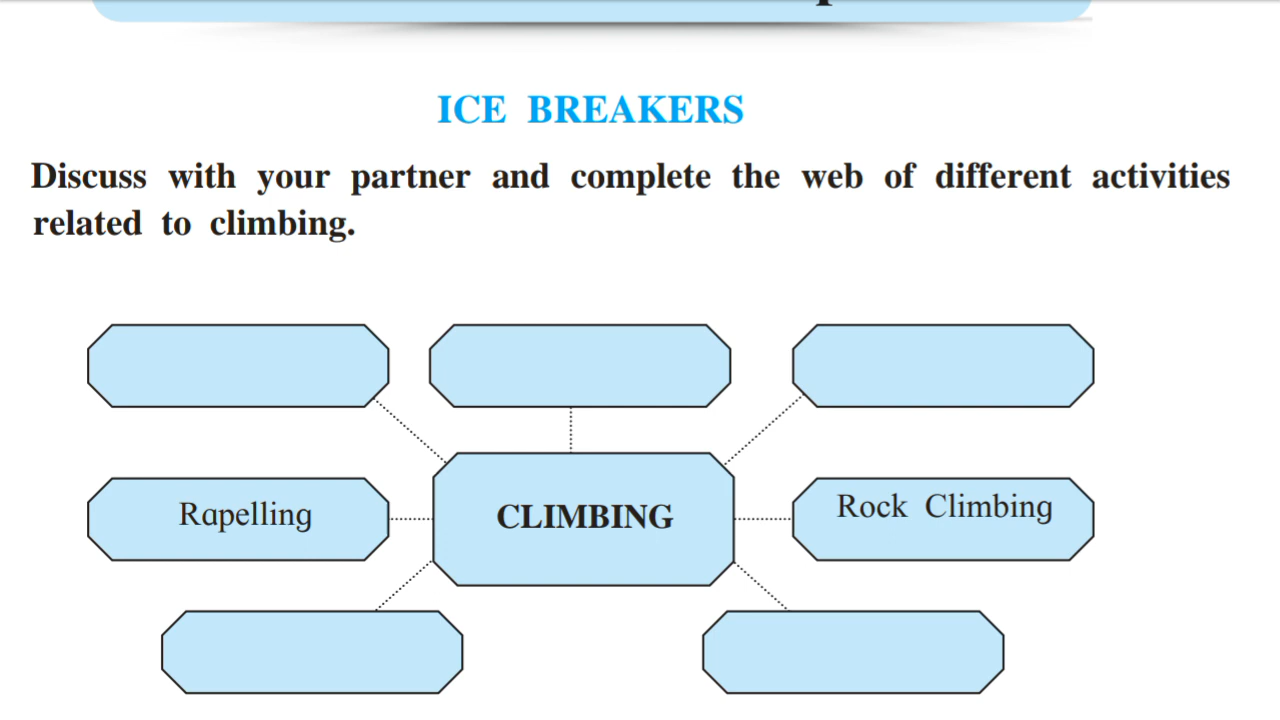 ICE BREAKERS
Discuss with your partner and complete the web of different activities
related to climbing.
Rapelling
CLIMBING
Rock Climbing